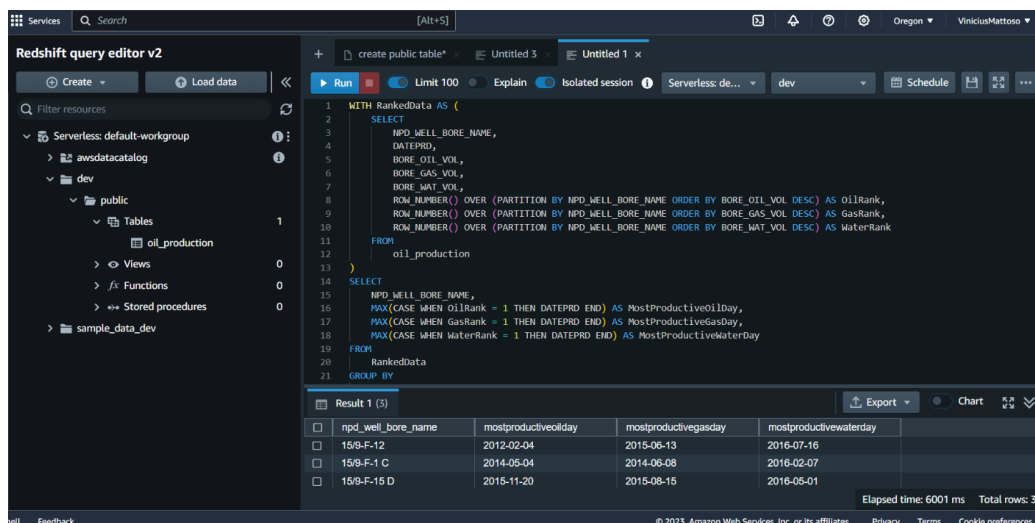 Services Search [Alt+S] Oregon ▼ ViniciusMattoso ▼
Redshift query editor v2
Create Load data
Filter resources
Serverless: default-workgroup
awsdatacatalog
dev
public
Tables 1
oil_production
Views 0
fx Functions 0
Stored procedures 0
sample_data_dev
+ create public table* × Untitled 3 × Untitled 1 ×
Run Limit 100 Explain Isolated session Serverless: de... dev Schedule ...
1 WITH RankedData AS (
2 SELECT
3 NPD_WELL_BORE_NAME,
4 DATEPRD,
5 BORE_OIL_VOL,
6 BORE_GAS_VOL,
7 BORE_WAT_VOL,
8 ROW_NUMBER() OVER (PARTITION BY NPD_WELL_BORE_NAME ORDER BY BORE_OIL_VOL DESC) AS OilRank,
9 ROW_NUMBER() OVER (PARTITION BY NPD_WELL_BORE_NAME ORDER BY BORE_GAS_VOL DESC) AS GasRank,
10 ROW_NUMBER() OVER (PARTITION BY NPD_WELL_BORE_NAME ORDER BY BORE_WAT_VOL DESC) AS WaterRank
11 FROM
12 oil_production
13 )
14 SELECT
15 NPD_WELL_BORE_NAME,
16 MAX(CASE WHEN OilRank = 1 THEN DATEPRD END) AS MostProductiveOilDay,
17 MAX(CASE WHEN GasRank = 1 THEN DATEPRD END) AS MostProductiveGasDay,
18 MAX(CASE WHEN WaterRank = 1 THEN DATEPRD END) AS MostProductiveWaterDay
19 FROM
20 RankedData
21 GROUP BY
Result 1 (3) Export Chart
npd_well_bore_name mostproductiveoilday mostproductivegasday mostproductivewaterday
15/9-F-12 2012-02-04 2015-06-13 2016-07-16
15/9-F-1 C 2014-05-04 2014-06-08 2016-02-07
15/9-F-15 D 2015-11-20 2015-08-15 2016-05-01
Elapsed time: 6001 ms Total rows: 3
Feedback © 2023, Amazon Web Services, Inc. or its affiliates. Privacy Terms Cookie preferences